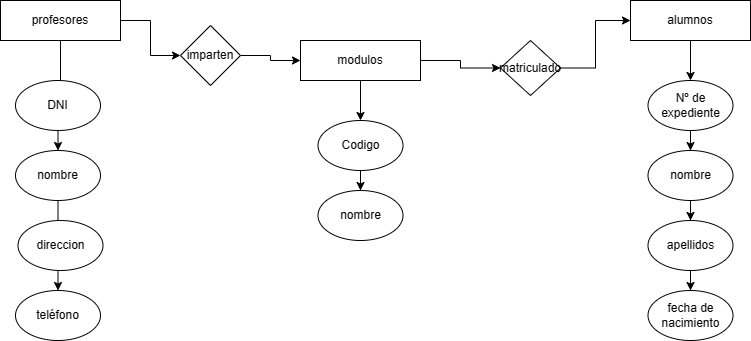 profesores
alumnos
imparten
modulos
matriculado
DNI
Nº de
expediente
Codigo
nombre
nombre
nombre
direccion
apellidos
teléfono
fecha de
nacimiento